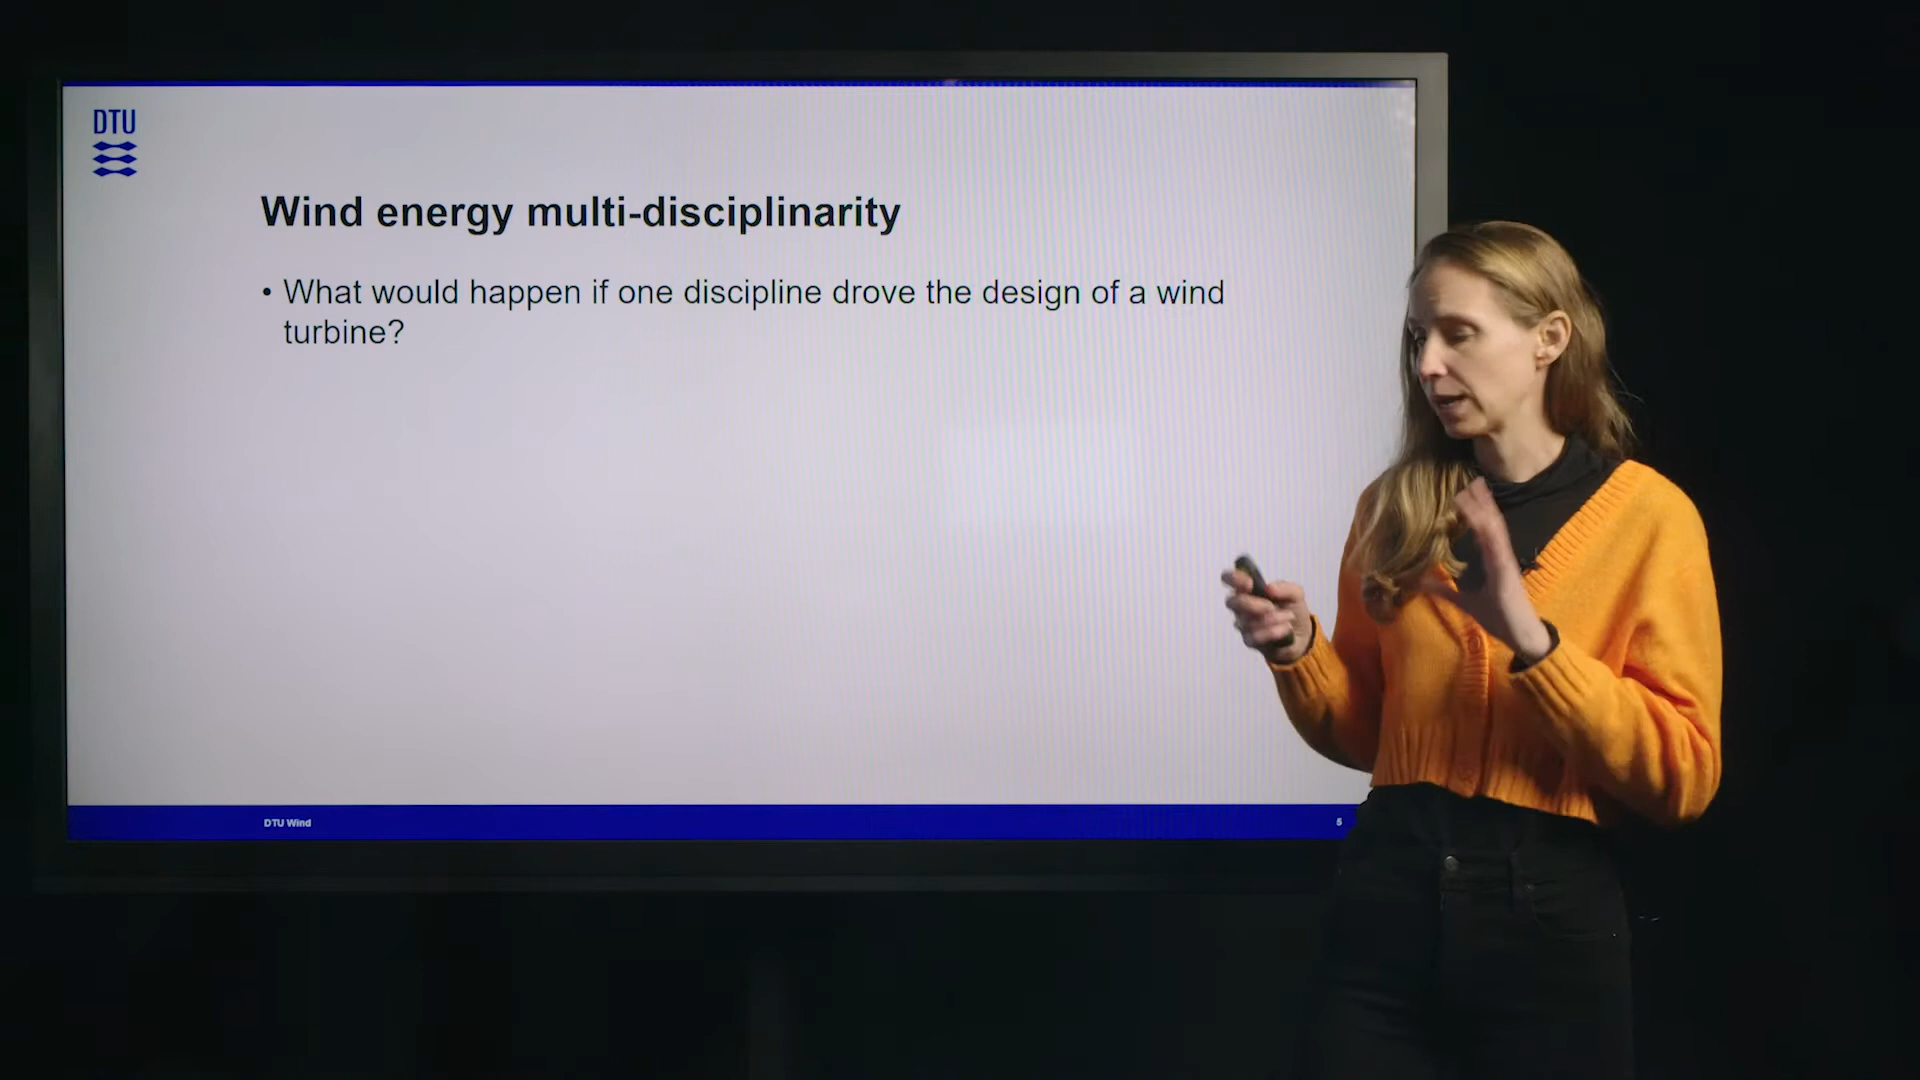 DTU
Wind energy multi-disciplinarity
• What would happen if one discipline drove the design of a wind
turbine?
DTU Wind
5